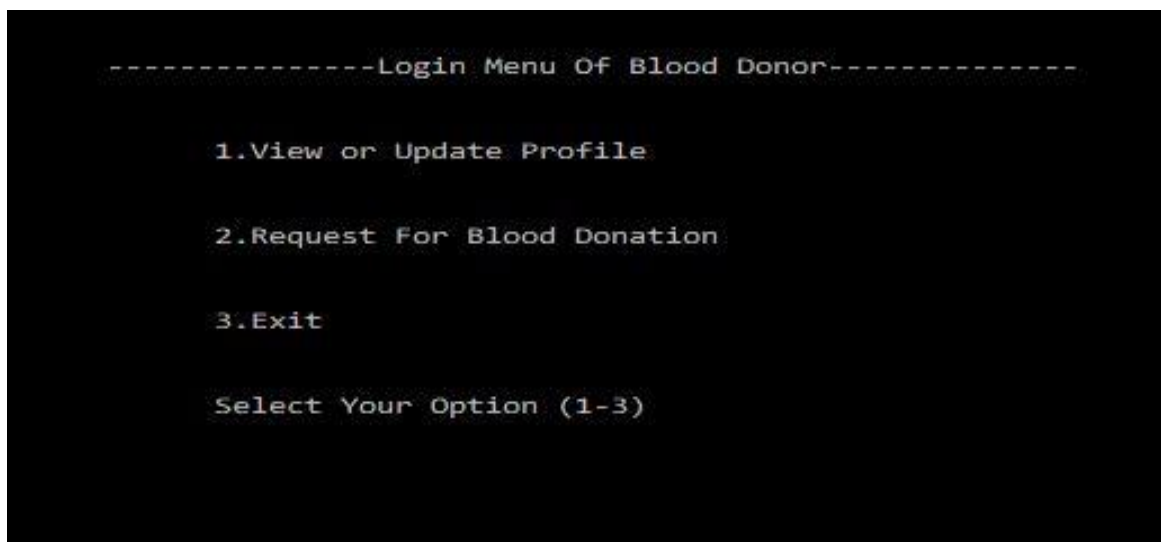 ---------------Login Menu Of Blood Donor--------------
1.View or Update Profile
2.Request For Blood Donation
3.Exit
Select Your Option (1-3)